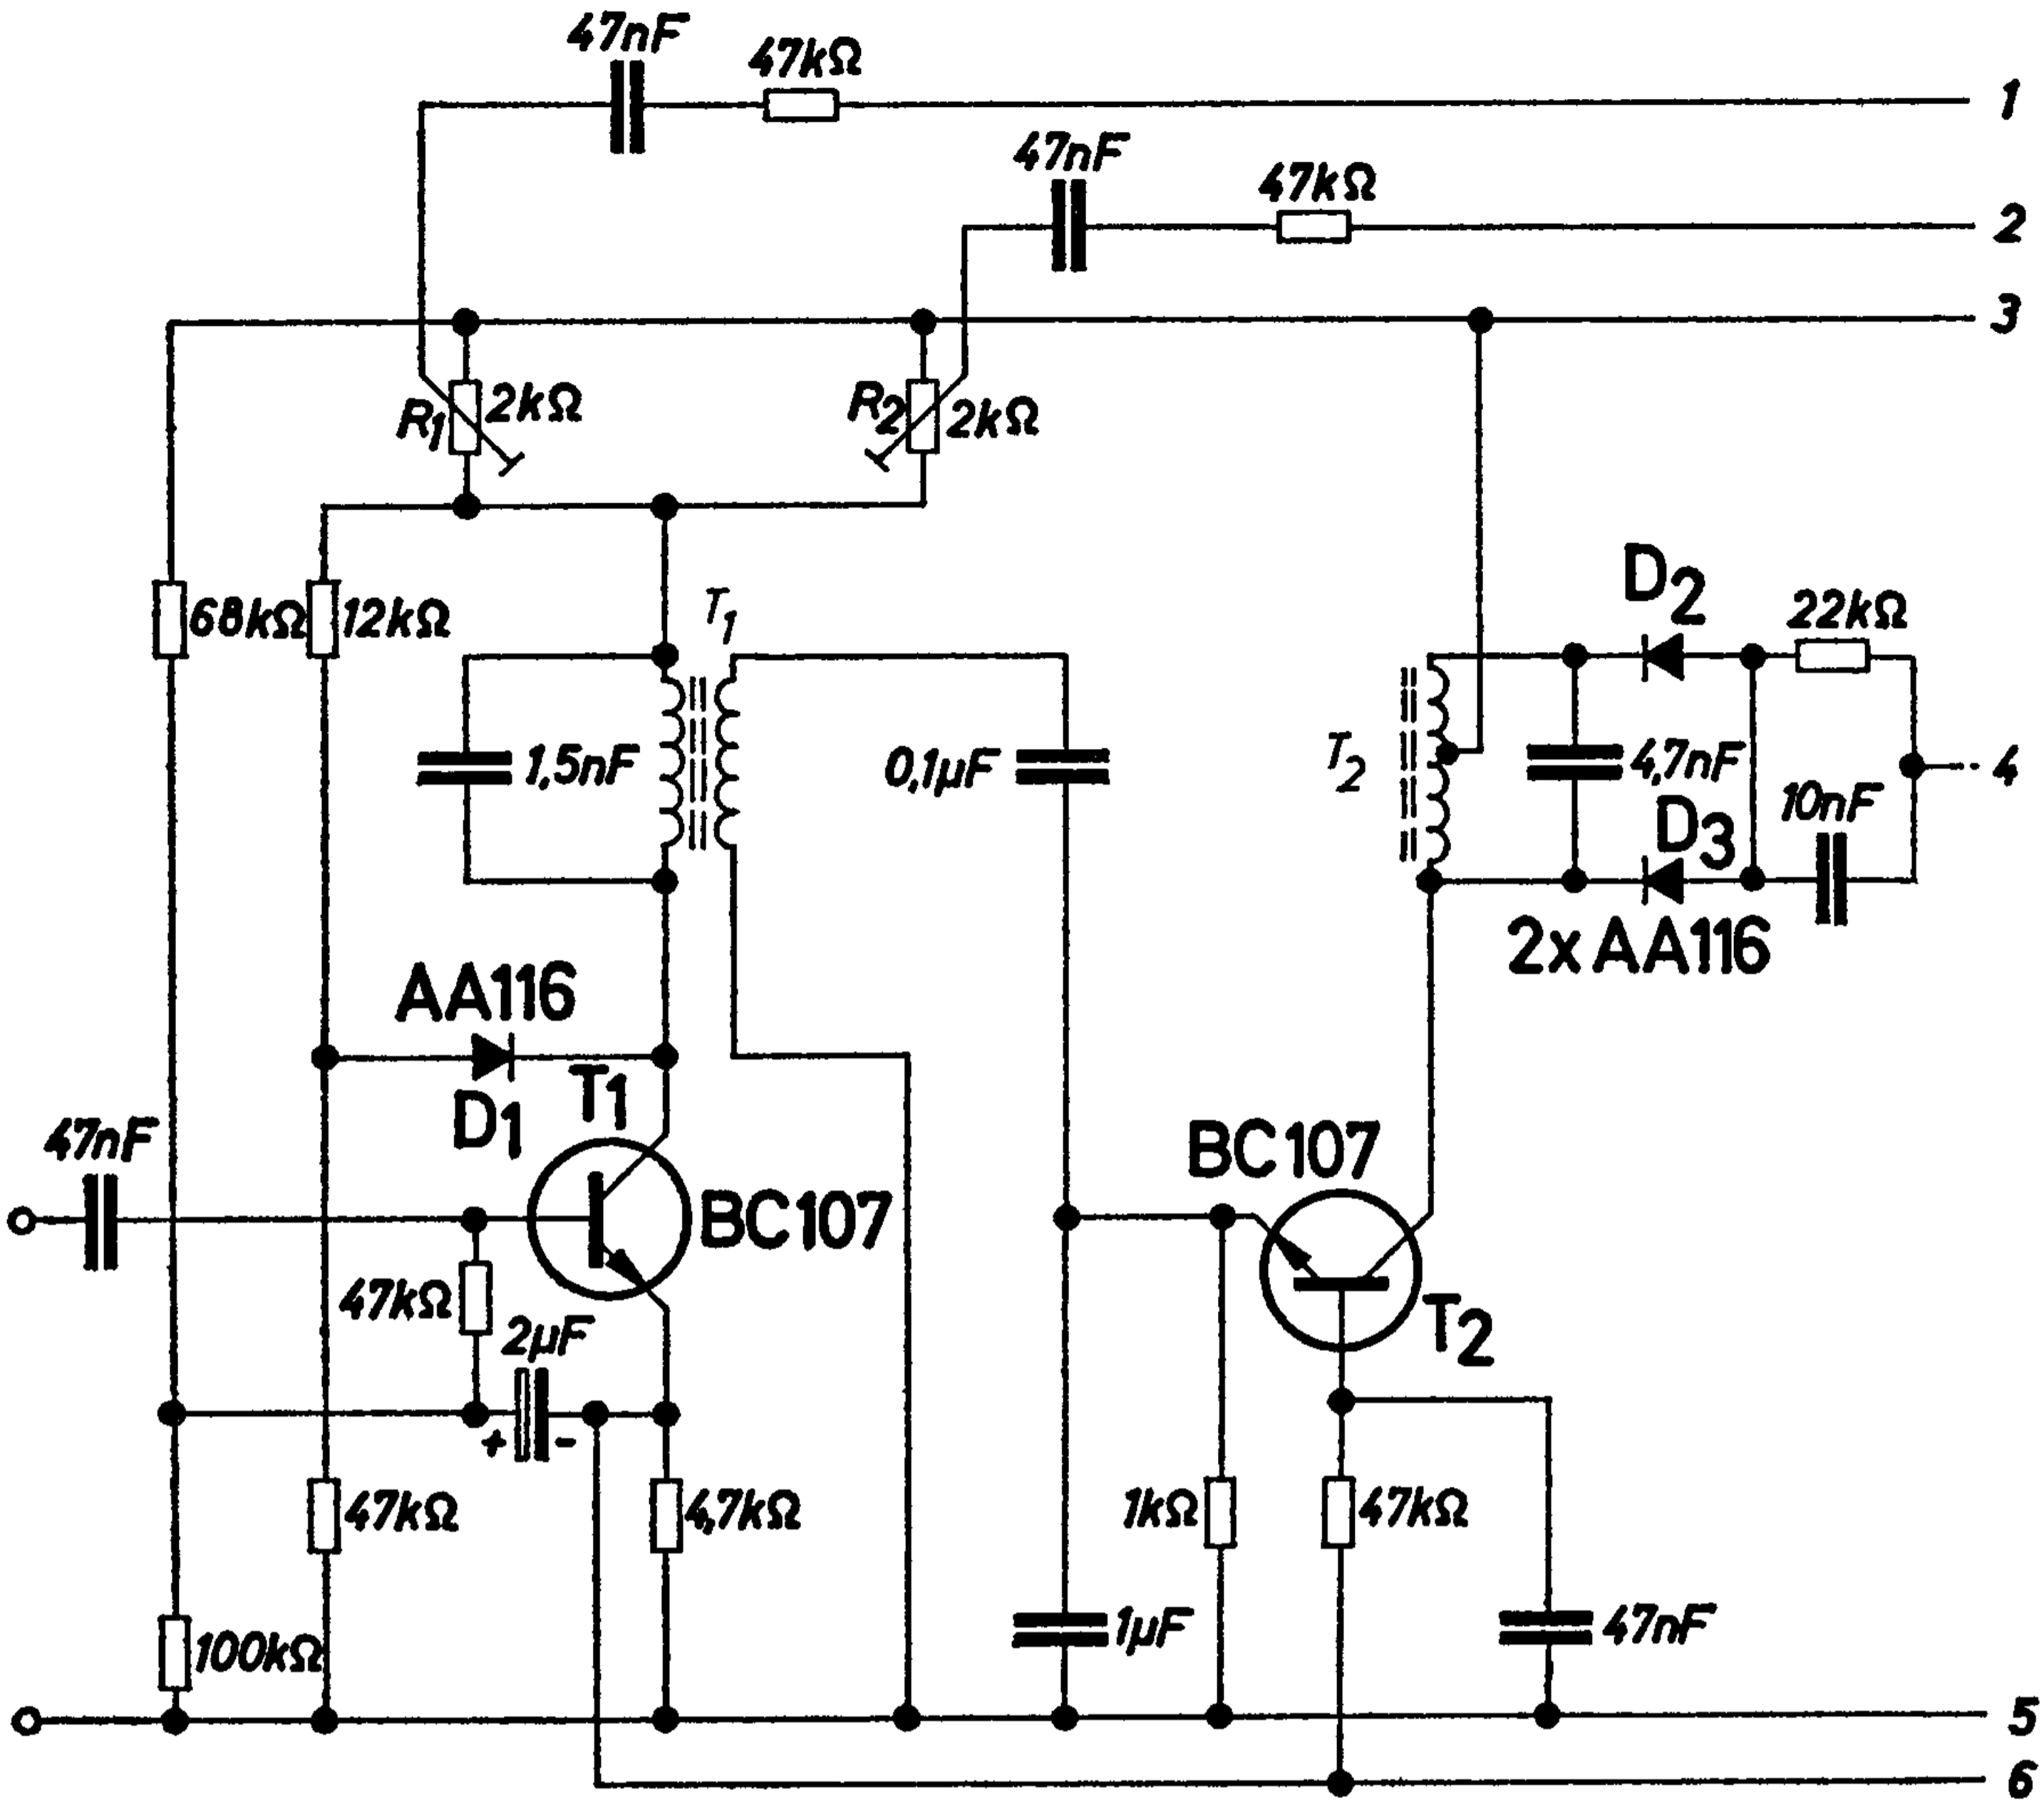 47nF
47kΩ
1
47nF
47kΩ
2
3
R1
2kΩ
R2
2kΩ
68kΩ
12kΩ
T1
D2
22kΩ
1,5nF
0,1µF
T2
4,7nF
4
10nF
D3
2x AA116
AA116
D1
T1
47nF
BC107
BC107
47kΩ
2µF
T2
+
-
47kΩ
4,7kΩ
1kΩ
47kΩ
100kΩ
1µF
47nF
5
6